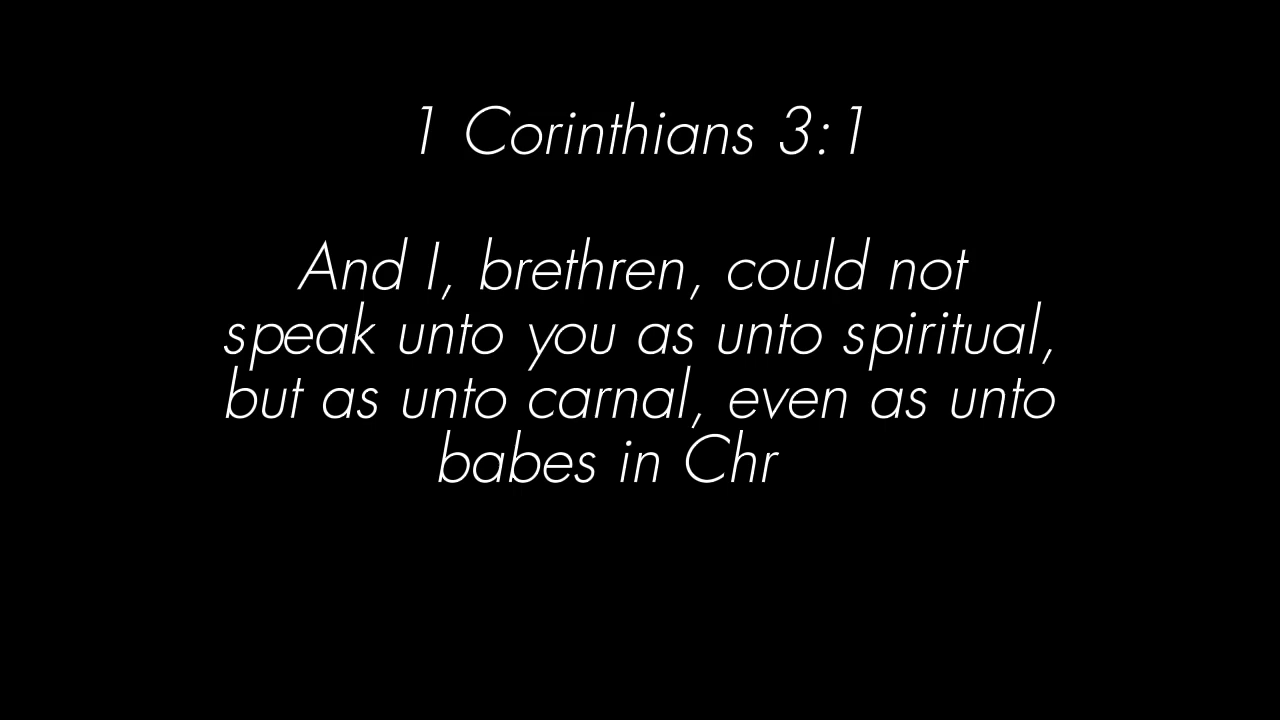 1 Corinthians 3:1
And I, brethren, could not
speak unto you as unto spiritual,
but as unto carnal, even as unto
babes in Chr